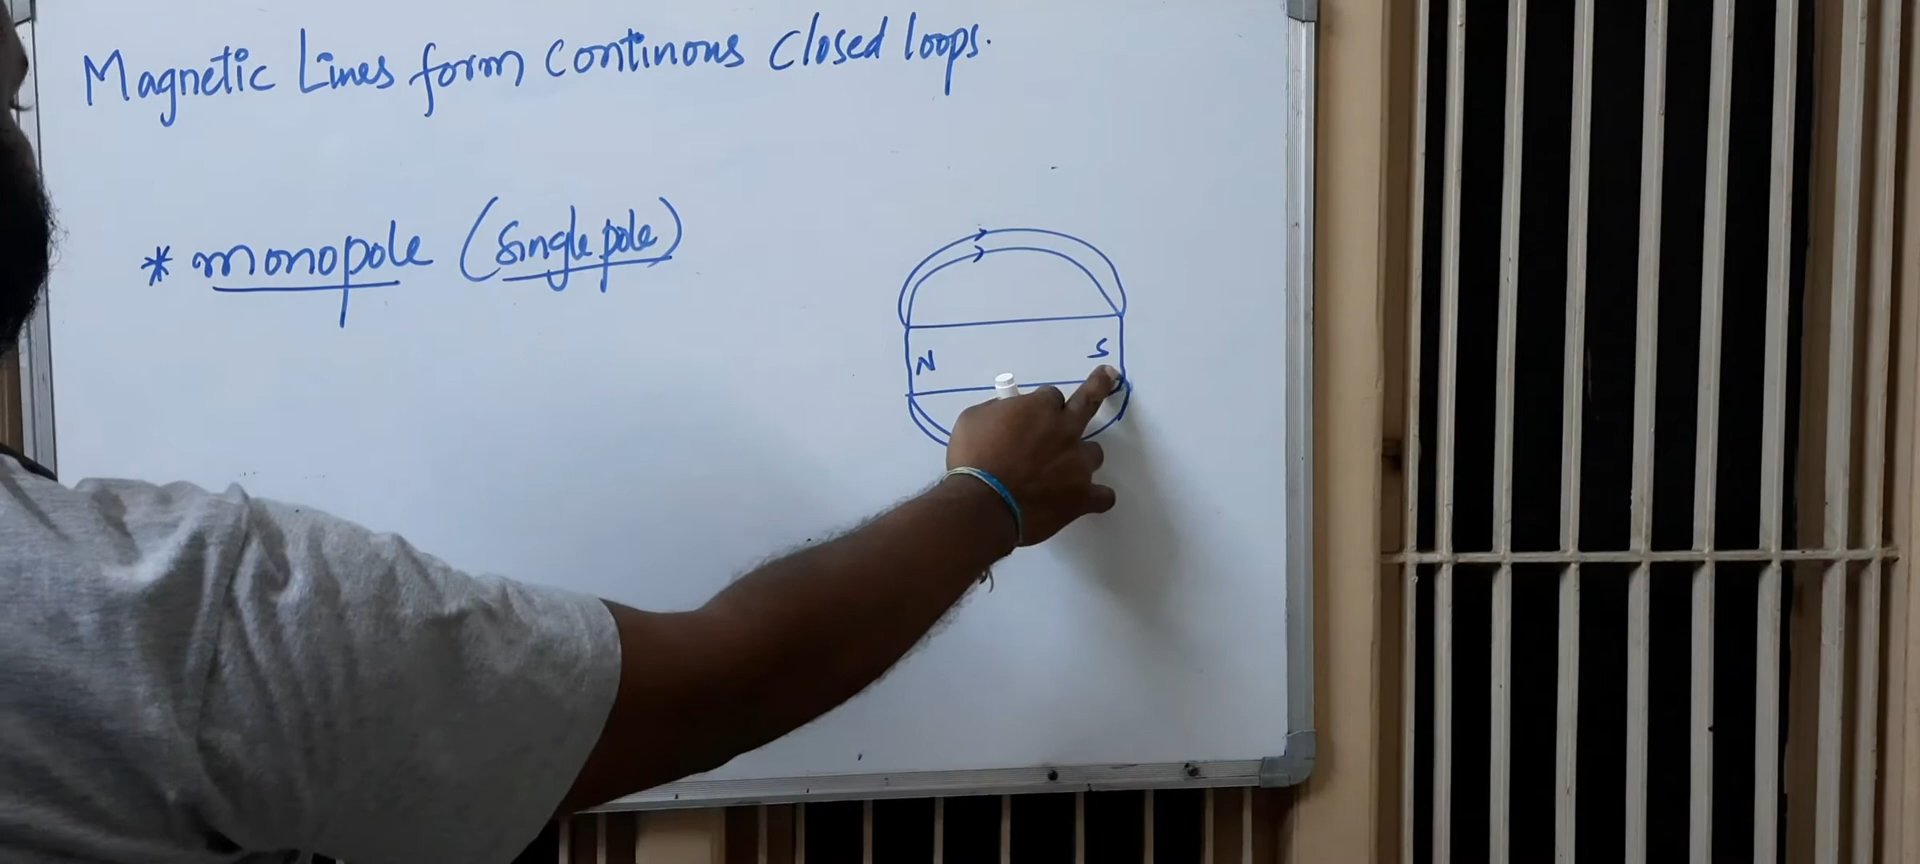 Magnetic Lines form continous closed loops.
* monopole (single pole)
N S